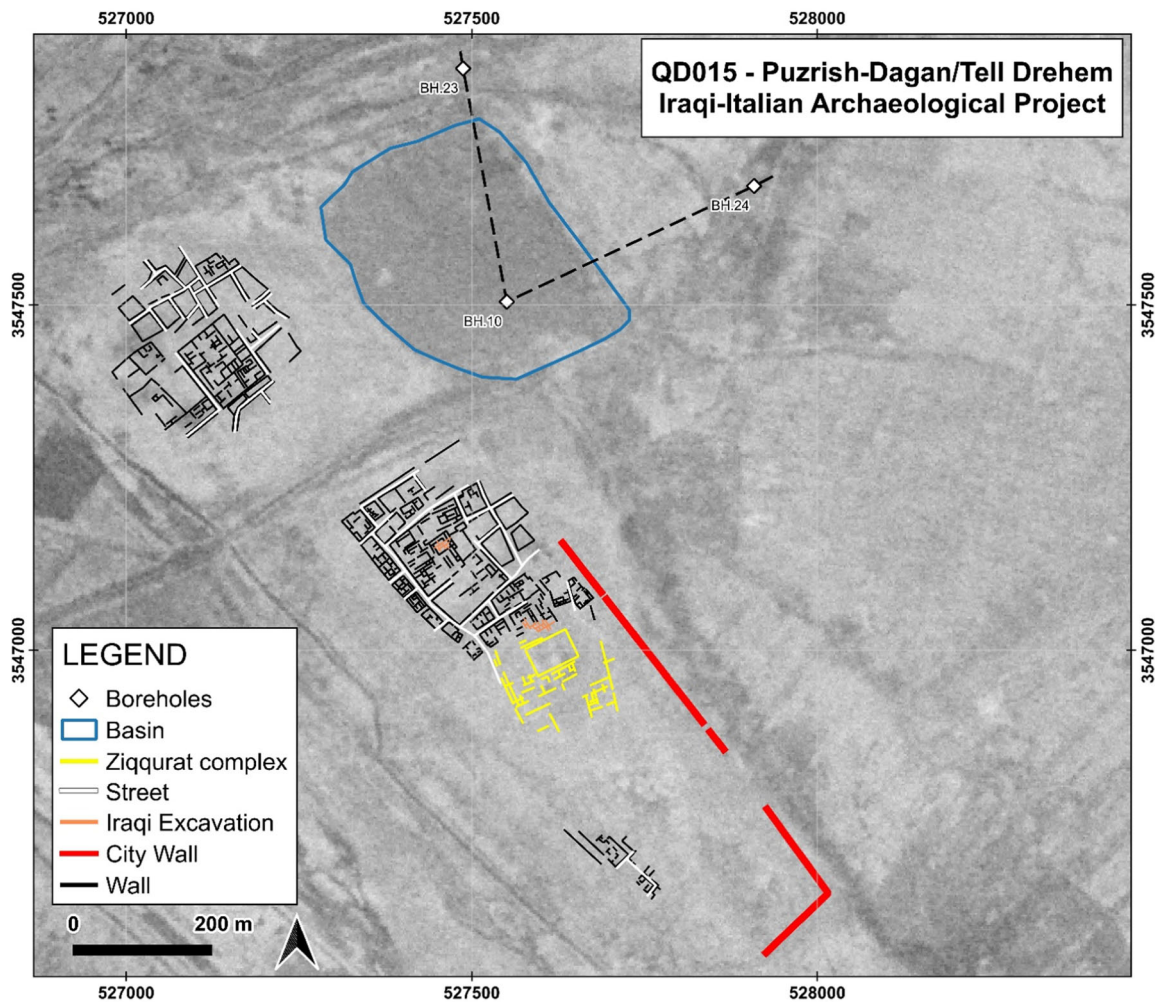 527000
527500
528000
QD015 - Puzrish-Dagan/Tell Drehem
Iraqi-Italian Archaeological Project
BH.23
BH.24
3547500
3547500
BH.10
3547000
3547000
LEGEND
Boreholes
Basin
Ziqqurat complex
Street
Iraqi Excavation
City Wall
Wall
0
200 m
527000
527500
528000